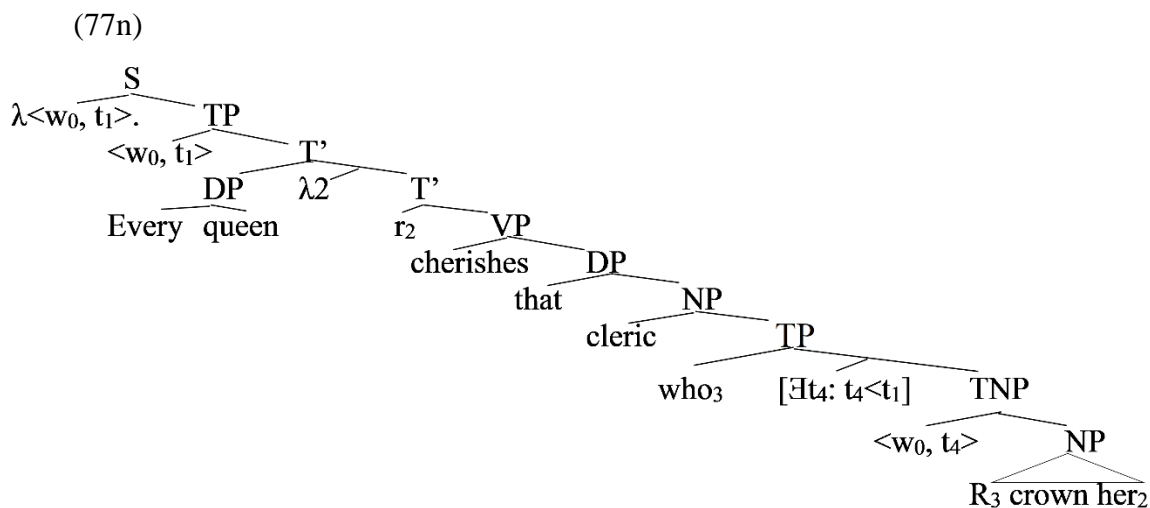 (77n)
S
λ<w₀, t₁>. TP
<w₀, t₁> T’
DP λ2 T’
Every queen r₂ VP
cherishes DP
that NP
cleric TP
who₃ [∃t₄: t₄<t₁] TNP
<w₀, t₄> NP
R₃ crown her₂